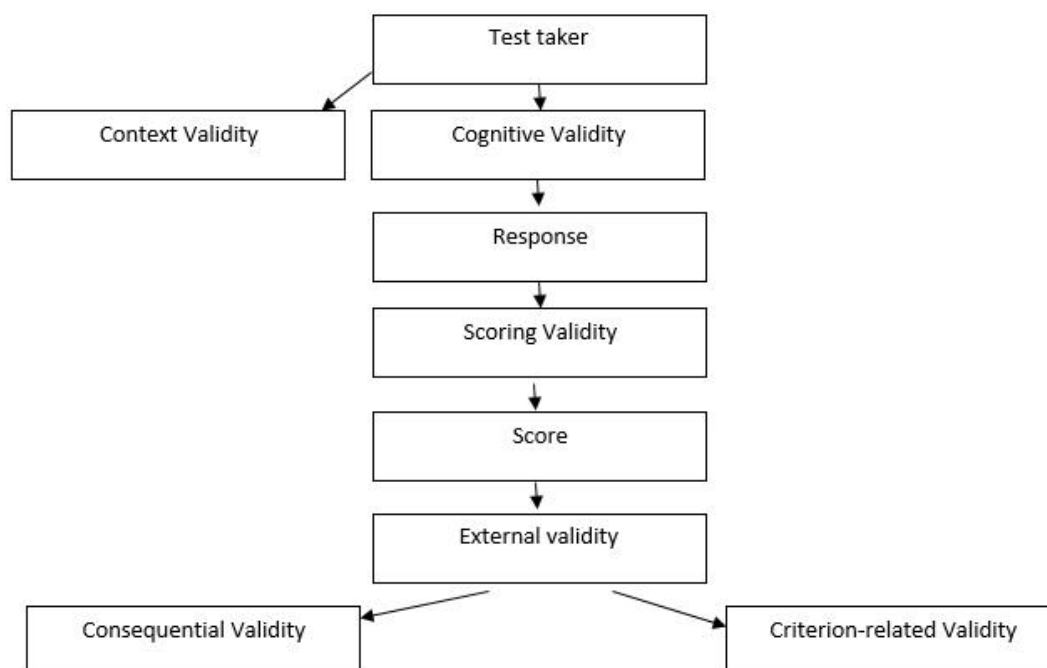 Test taker
Context Validity
Cognitive Validity
Response
Scoring Validity
Score
External validity
Consequential Validity
Criterion-related Validity